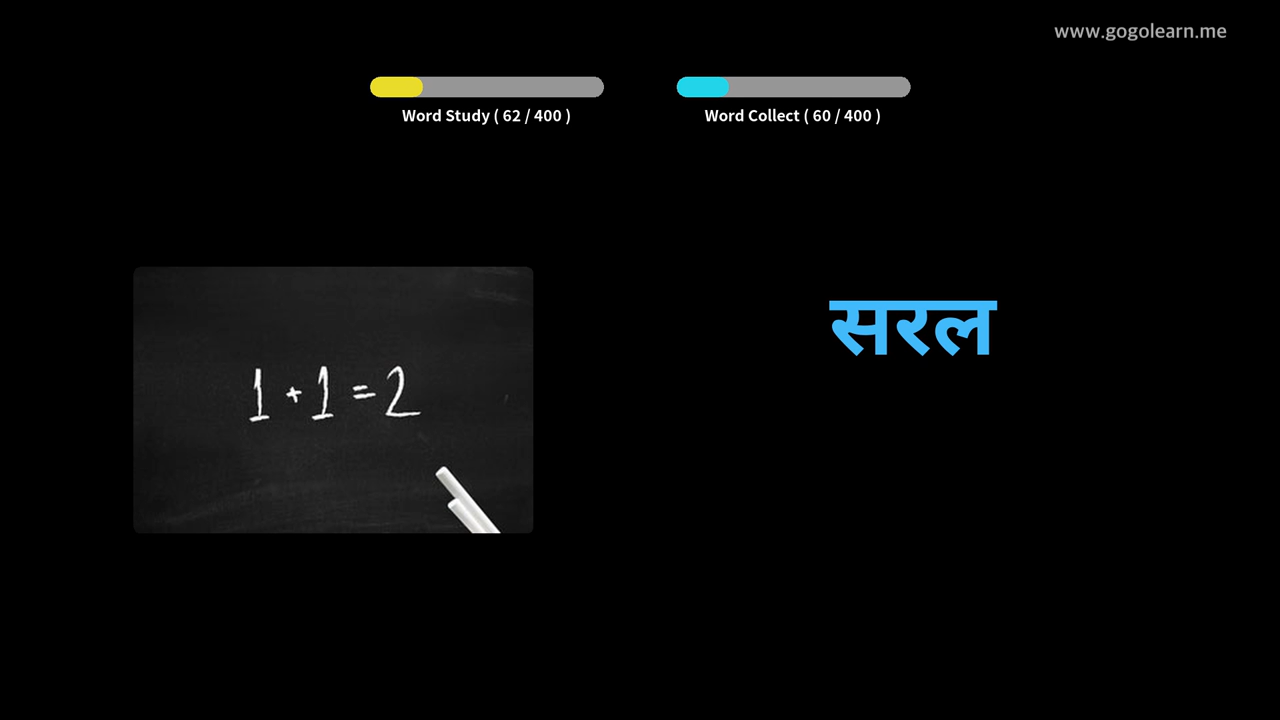 www.gogolearn.me
Word Study ( 62 / 400 )
Word Collect ( 60 / 400 )
सरल
1 + 1 = 2